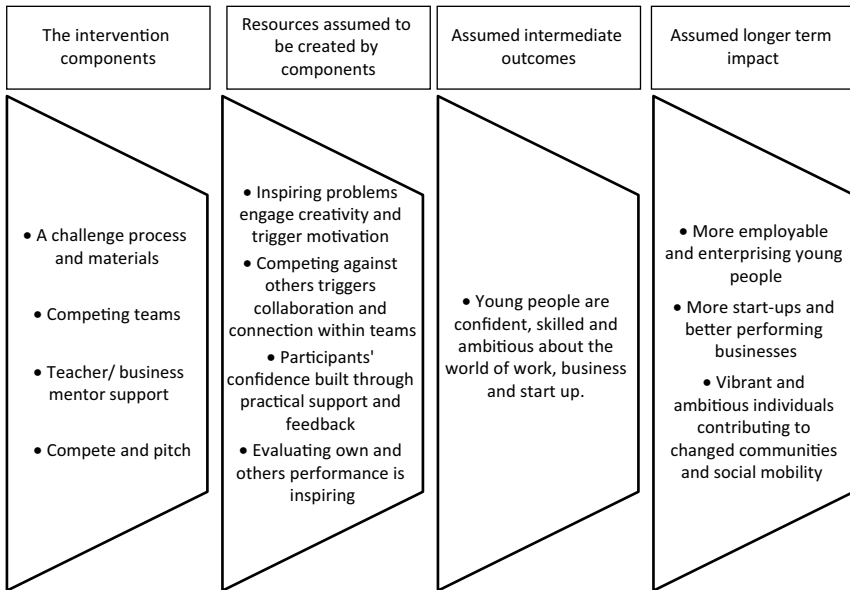 The intervention
components
Resources assumed to
be created by
components
Assumed intermediate
outcomes
Assumed longer term
impact
• A challenge process
and materials
• Competing teams
• Teacher/ business
mentor support
• Compete and pitch
• Inspiring problems
engage creativity and
trigger motivation
• Competing against
others triggers
collaboration and
connection within teams
• Participants'
confidence built through
practical support and
feedback
• Evaluating own and
others performance is
inspiring
• Young people are
confident, skilled and
ambitious about the
world of work, business
and start up.
• More employable
and enterprising young
people
• More start-ups and
better performing
businesses
• Vibrant and
ambitious individuals
contributing to
changed communities
and social mobility